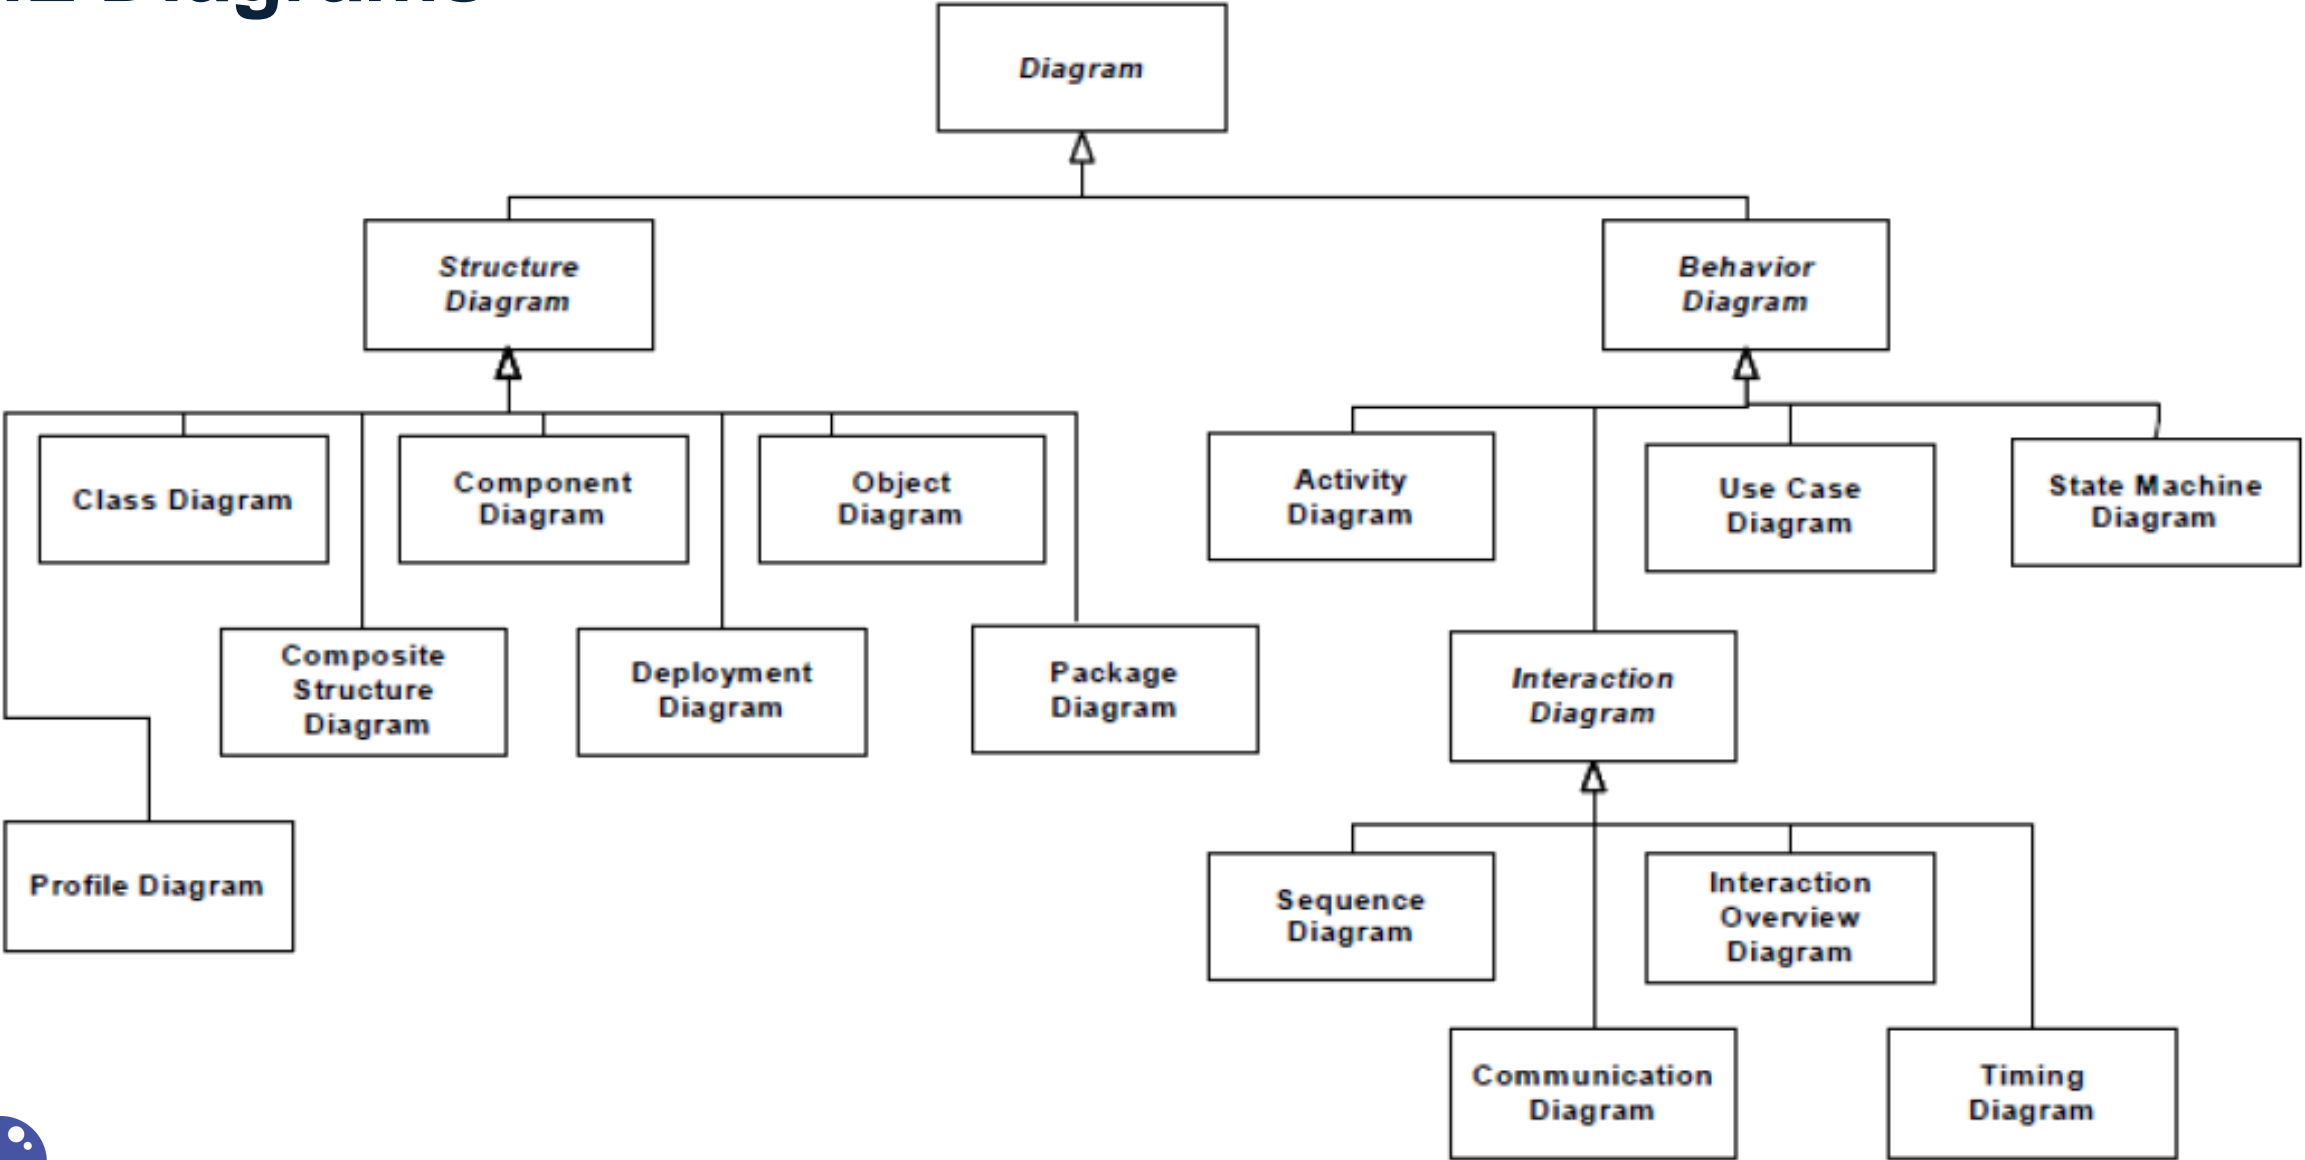 Diagrams
Diagram
Structure
Diagram
Behavior
Diagram
Class Diagram
Component
Diagram
Object
Diagram
Activity
Diagram
Use Case
Diagram
State Machine
Diagram
Composite
Structure
Diagram
Deployment
Diagram
Package
Diagram
Interaction
Diagram
Profile Diagram
Sequence
Diagram
Interaction
Overview
Diagram
Communication
Diagram
Timing
Diagram